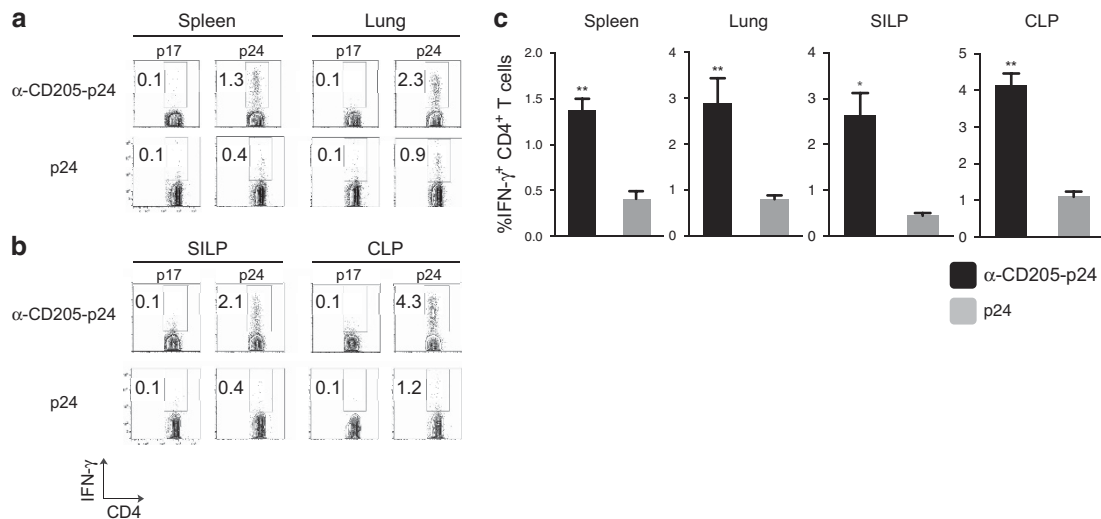 a
Spleen Lung
p17 p24 p17 p24
α-CD205-p24 0.1 1.3 0.1 2.3
p24 0.1 0.4 0.1 0.9
b
SILP CLP
p17 p24 p17 p24
α-CD205-p24 0.1 2.1 0.1 4.3
p24 0.1 0.4 0.1 1.2
IFN-γ
CD4
c
Spleen Lung SILP CLP
%IFN-γ+ CD4+ T cells
2.0
1.5
1.0
0.5
0.0
**
4
3
2
1
0
**
4
3
2
1
0
*
5
4
3
2
1
0
**
α-CD205-p24
p24